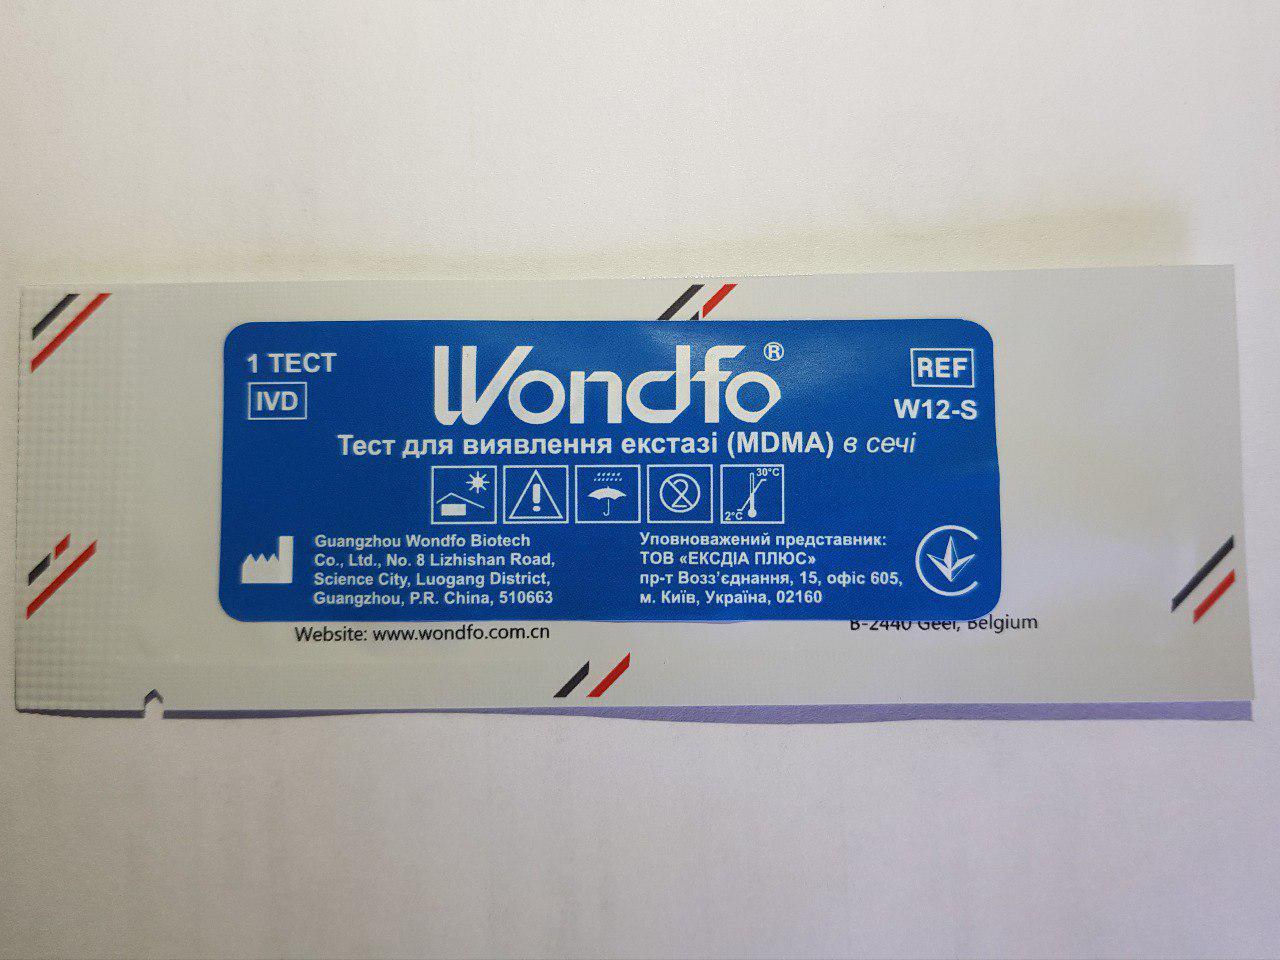 1 ТЕСТ
IVD
Wondfo®
REF
W12-S
Тест для виявлення екстазі (MDMA) в сечі
2
30°C
2°C
Guangzhou Wondfo Biotech
Co., Ltd., No. 8 Lizhishan Road,
Science City, Luogang District,
Guangzhou, P.R. China, 510663
Уповноважений представник:
ТОВ «ЕКСДІА ПЛЮС»
пр-т Возз'єднання, 15, офіс 605,
м. Київ, Україна, 02160
Website: www.wondfo.com.cn
B-2440 Geel, Belgium